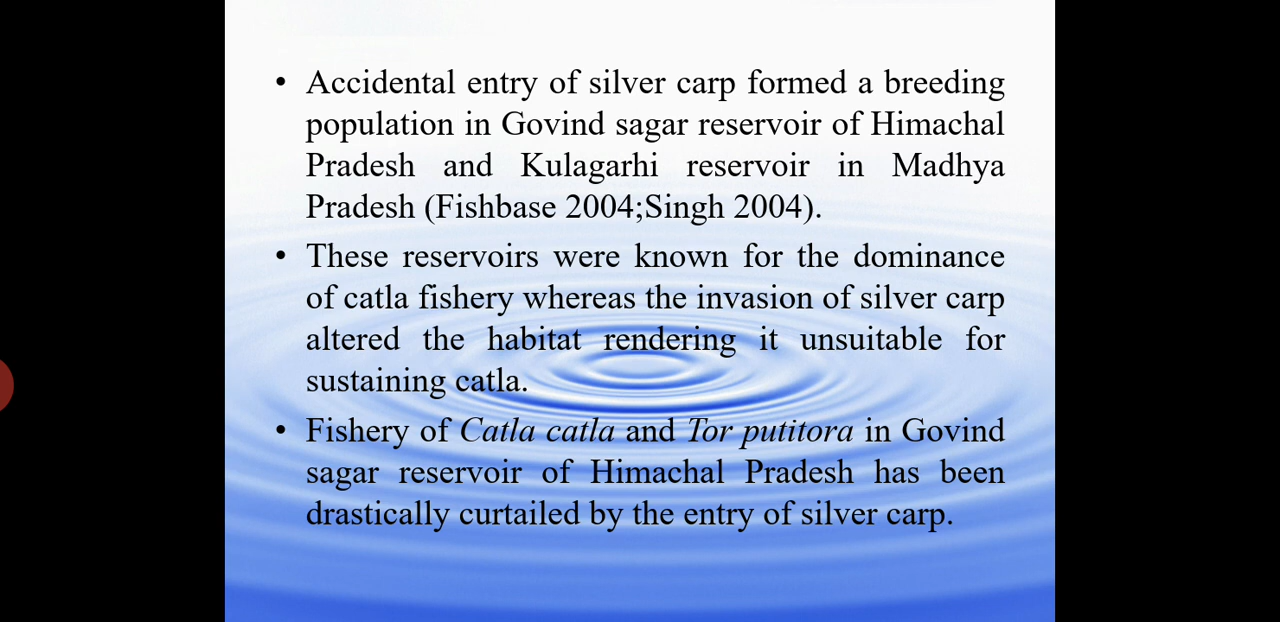 • Accidental entry of silver carp formed a breeding
population in Govind sagar reservoir of Himachal
Pradesh and Kulagarhi reservoir in Madhya
Pradesh (Fishbase 2004;Singh 2004).
• These reservoirs were known for the dominance
of catla fishery whereas the invasion of silver carp
altered the habitat rendering it unsuitable for
sustaining catla.
• Fishery of Catla catla and Tor putitora in Govind
sagar reservoir of Himachal Pradesh has been
drastically curtailed by the entry of silver carp.